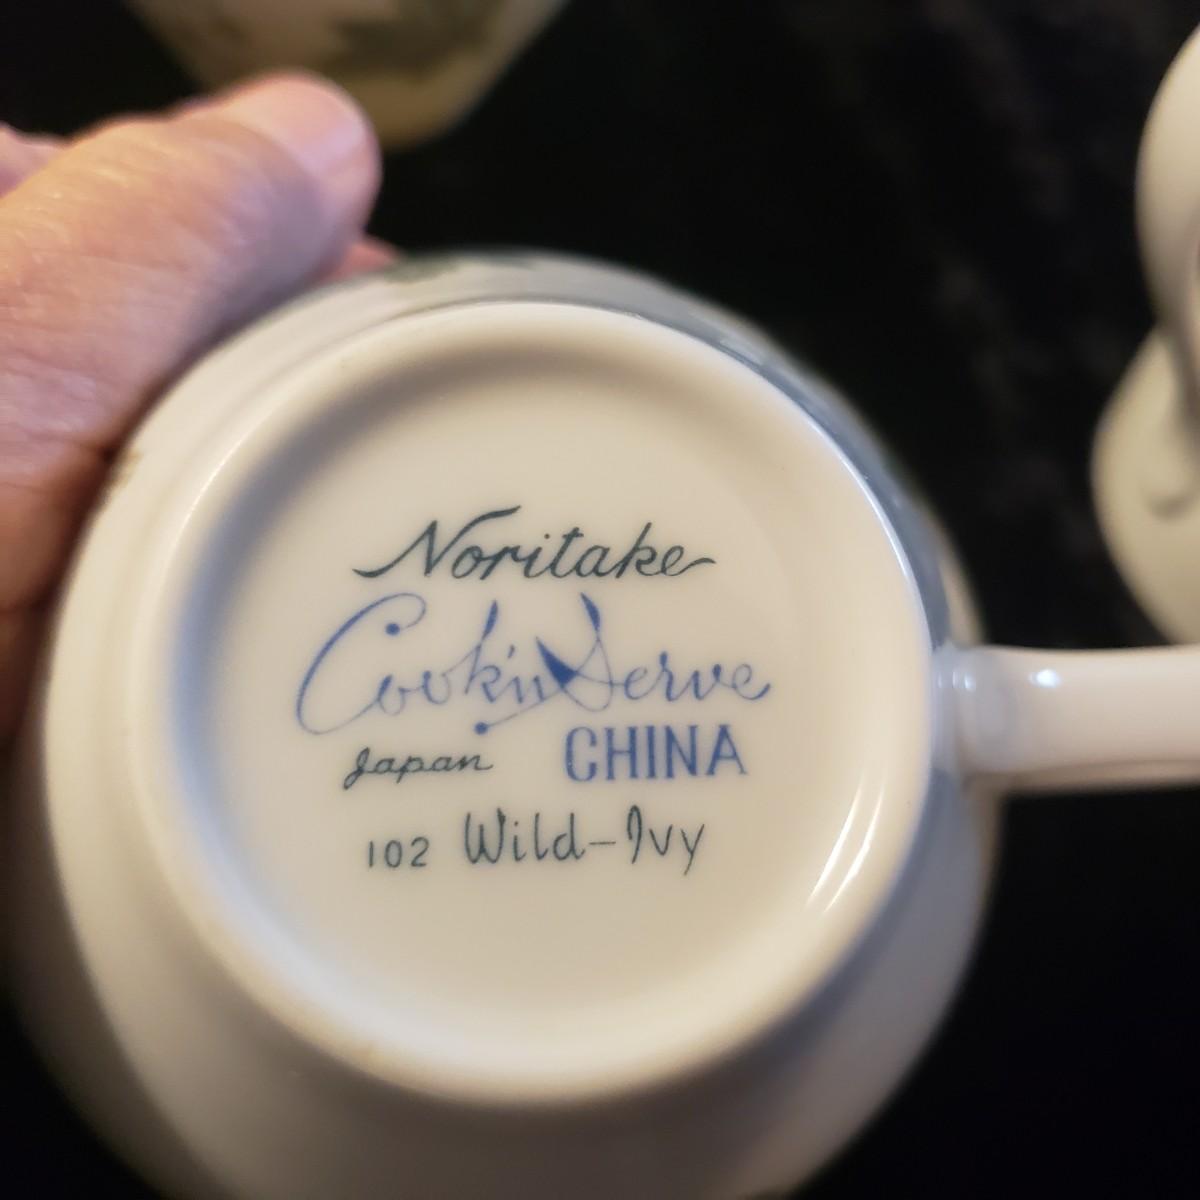 Noritake
Cook'n Serve
Japan CHINA
102 Wild-Ivy